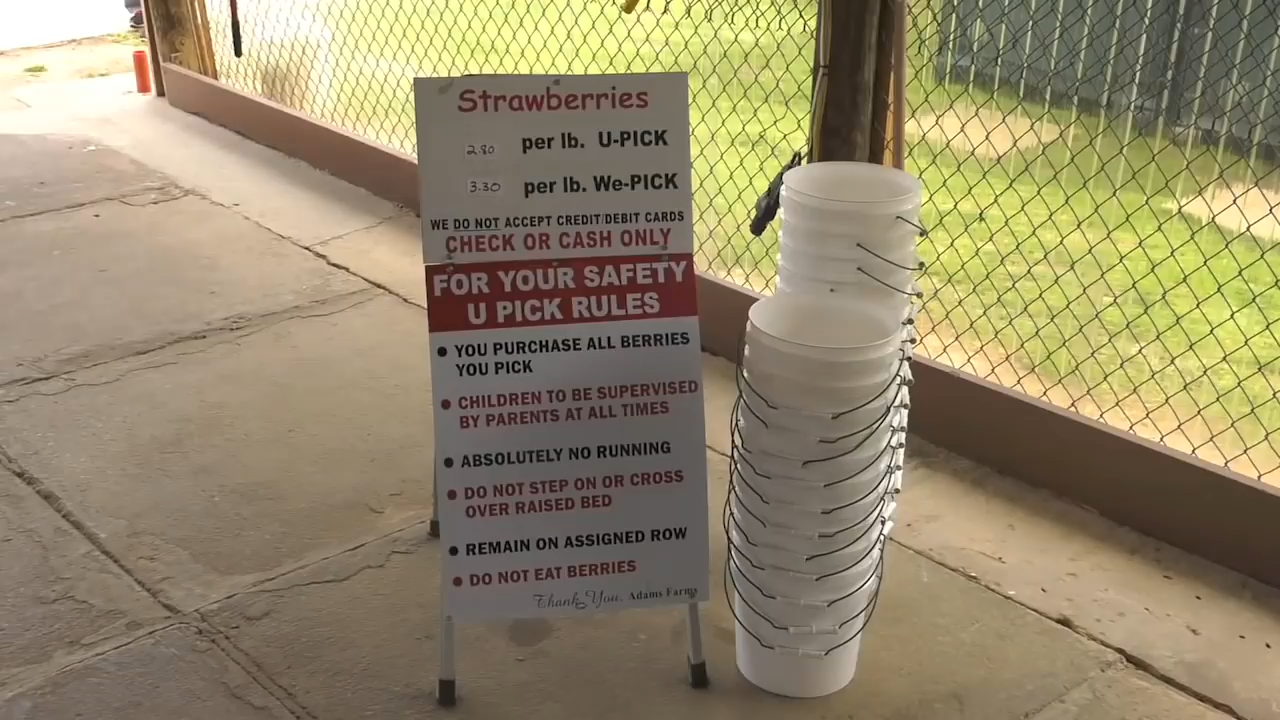 Strawberries
2.80 per lb. U-PICK
3.30 per lb. We-PICK
WE DO NOT ACCEPT CREDIT/DEBIT CARDS
CHECK OR CASH ONLY
FOR YOUR SAFETY
U PICK RULES
• YOU PURCHASE ALL BERRIES
YOU PICK
• CHILDREN TO BE SUPERVISED
BY PARENTS AT ALL TIMES
• ABSOLUTELY NO RUNNING
• DO NOT STEP ON OR CROSS
OVER RAISED BED
• REMAIN ON ASSIGNED ROW
• DO NOT EAT BERRIES
Thank You, Adams Farms